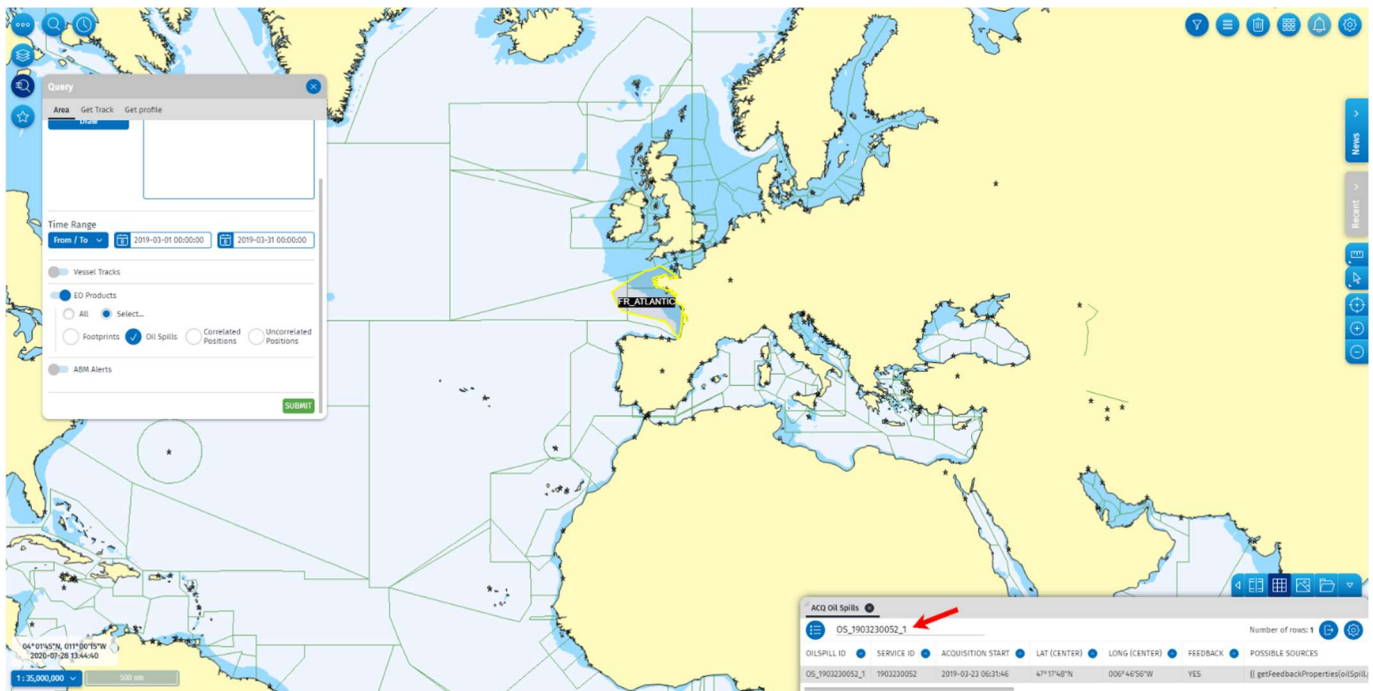 Query
Area Get Track Get profile
Draw
Time Range
From / To 2019-03-01 00:00:00 2019-03-31 00:00:00
Vessel Tracks
EO Products
All Select...
Footprints Oil Spills Correlated Positions Uncorrelated Positions
ABM Alerts
SUBMIT
FR_ATLANTIC
News
Recent
04°01'45"N, 011°00'15"W
2020-07-28 13:44:40
1 : 35,000,000 500 nm
ACQ Oil Spills
OS_1903230052_1 Number of rows: 1
OILSPILL ID SERVICE ID ACQUISITION START LAT (CENTER) LONG (CENTER) FEEDBACK POSSIBLE SOURCES
OS_1903230052_1 1903230052 2019-03-23 06:31:46 47°17'48"N 006°46'56"W YES {{ getFeedbackProperties(oilSpill.